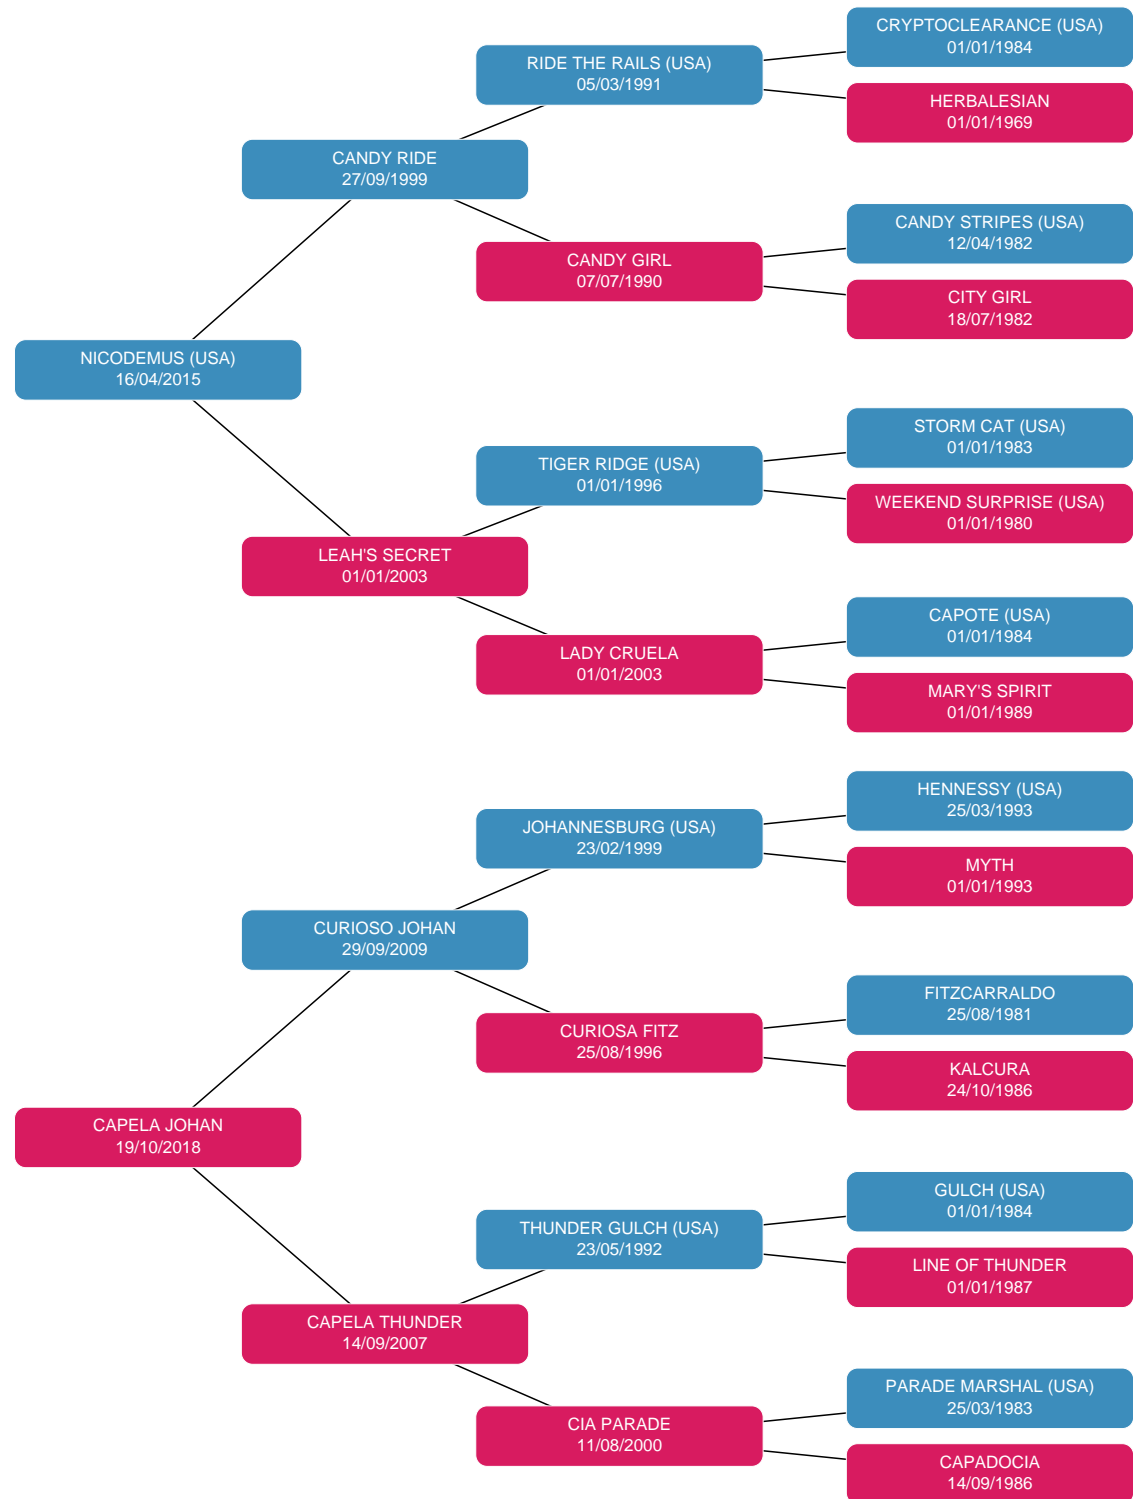 CRYPTOCLEARANCE (USA)
01/01/1984
RIDE THE RAILS (USA)
05/03/1991
HERBALESIAN
01/01/1969
CANDY RIDE
27/09/1999
CANDY STRIPES (USA)
12/04/1982
CANDY GIRL
07/07/1990
CITY GIRL
18/07/1982
NICODEMUS (USA)
16/04/2015
STORM CAT (USA)
01/01/1983
TIGER RIDGE (USA)
01/01/1996
WEEKEND SURPRISE (USA)
01/01/1980
LEAH'S SECRET
01/01/2003
CAPOTE (USA)
01/01/1984
LADY CRUELA
01/01/2003
MARY'S SPIRIT
01/01/1989
HENNESSY (USA)
25/03/1993
JOHANNESBURG (USA)
23/02/1999
MYTH
01/01/1993
CURIOSO JOHAN
29/09/2009
FITZCARRALDO
25/08/1981
CURIOSA FITZ
25/08/1996
KALCURA
24/10/1986
CAPELA JOHAN
19/10/2018
GULCH (USA)
01/01/1984
THUNDER GULCH (USA)
23/05/1992
LINE OF THUNDER
01/01/1987
CAPELA THUNDER
14/09/2007
PARADE MARSHAL (USA)
25/03/1983
CIA PARADE
11/08/2000
CAPADOCIA
14/09/1986